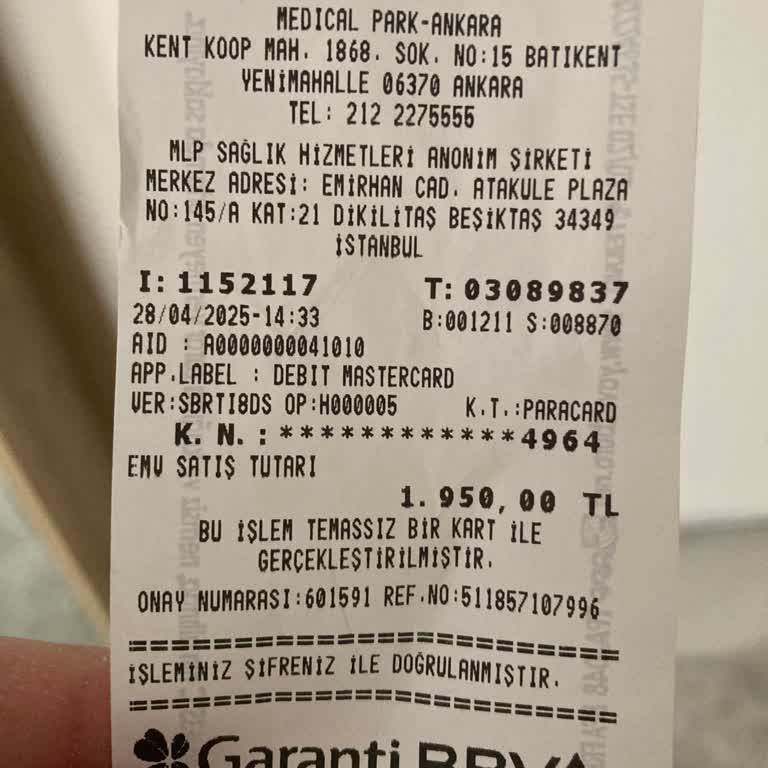 MEDICAL PARK-ANKARA
KENT KOOP MAH. 1868. SOK. NO:15 BATIKENT
YENİMAHALLE 06370 ANKARA
TEL: 212 2275555
MLP SAĞLIK HİZMETLERİ ANONİM ŞİRKETİ
MERKEZ ADRESİ: EMİRHAN CAD. ATAKULE PLAZA
NO:145/A KAT:21 DİKİLİTAŞ BEŞİKTAŞ 34349
İSTANBUL
I: 1152117 T: 03089837
28/04/2025-14:33 B:001211 S:008870
AID : A0000000041010
APP.LABEL : DEBIT MASTERCARD
VER:SBRTI8DS OP:H000005 K.T.:PARACARD
K. N. : ************4964
EMV SATIŞ TUTARI
1.950,00 TL
BU İŞLEM TEMASSIZ BIR KART İLE
GERÇEKLEŞTİRİLMİŞTİR.
ONAY NUMARASI:601591 REF.NO:511857107996
===========================================
İŞLEMİNİZ ŞİFRENİZ İLE DOĞRULANMIŞTIR.
===========================================
Garanti BBVA